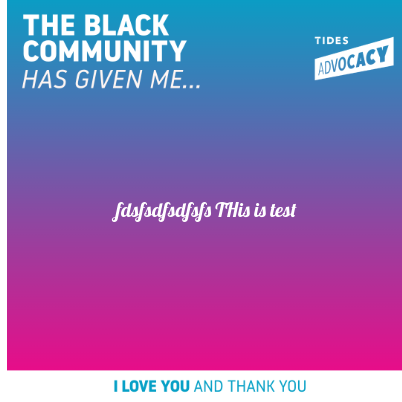 THE BLACK
COMMUNITY
HAS GIVEN ME...
TIDES
ADVOCACY
fdsfsdfsdfsfs THis is test
I LOVE YOU AND THANK YOU